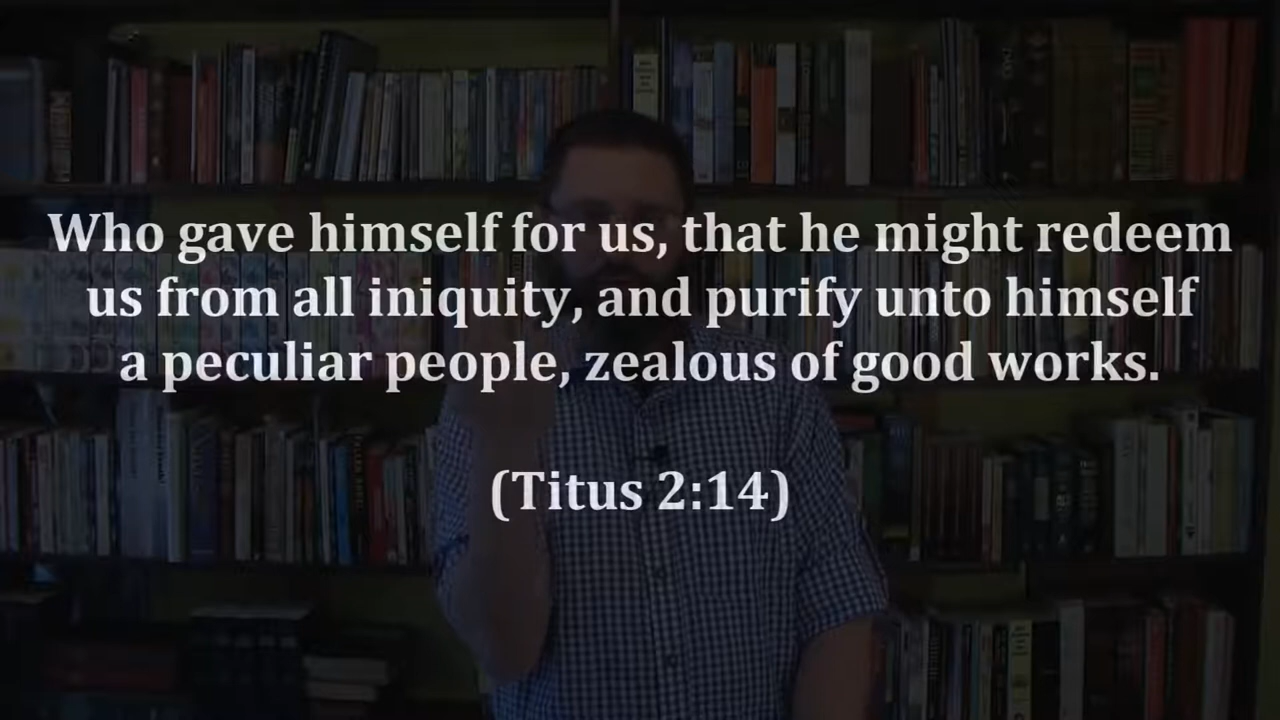 Who gave himself for us, that he might redeem
us from all iniquity, and purify unto himself
a peculiar people, zealous of good works.
(Titus 2:14)